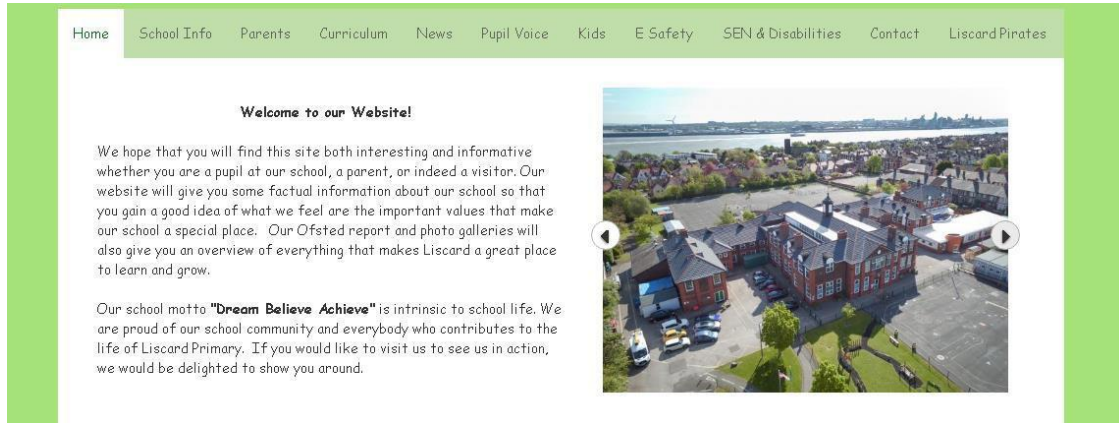 Home School Info Parents Curriculum News Pupil Voice Kids E Safety SEN & Disabilities Contact Liscard Pirates
Welcome to our Website!
We hope that you will find this site both interesting and informative
whether you are a pupil at our school, a parent, or indeed a visitor. Our
website will give you some factual information about our school so that
you gain a good idea of what we feel are the important values that make
our school a special place. Our Ofsted report and photo galleries will
also give you an overview of everything that makes Liscard a great place
to learn and grow.
Our school motto "Dream Believe Achieve" is intrinsic to school life. We
are proud of our school community and everybody who contributes to the
life of Liscard Primary. If you would like to visit us to see us in action,
we would be delighted to show you around.